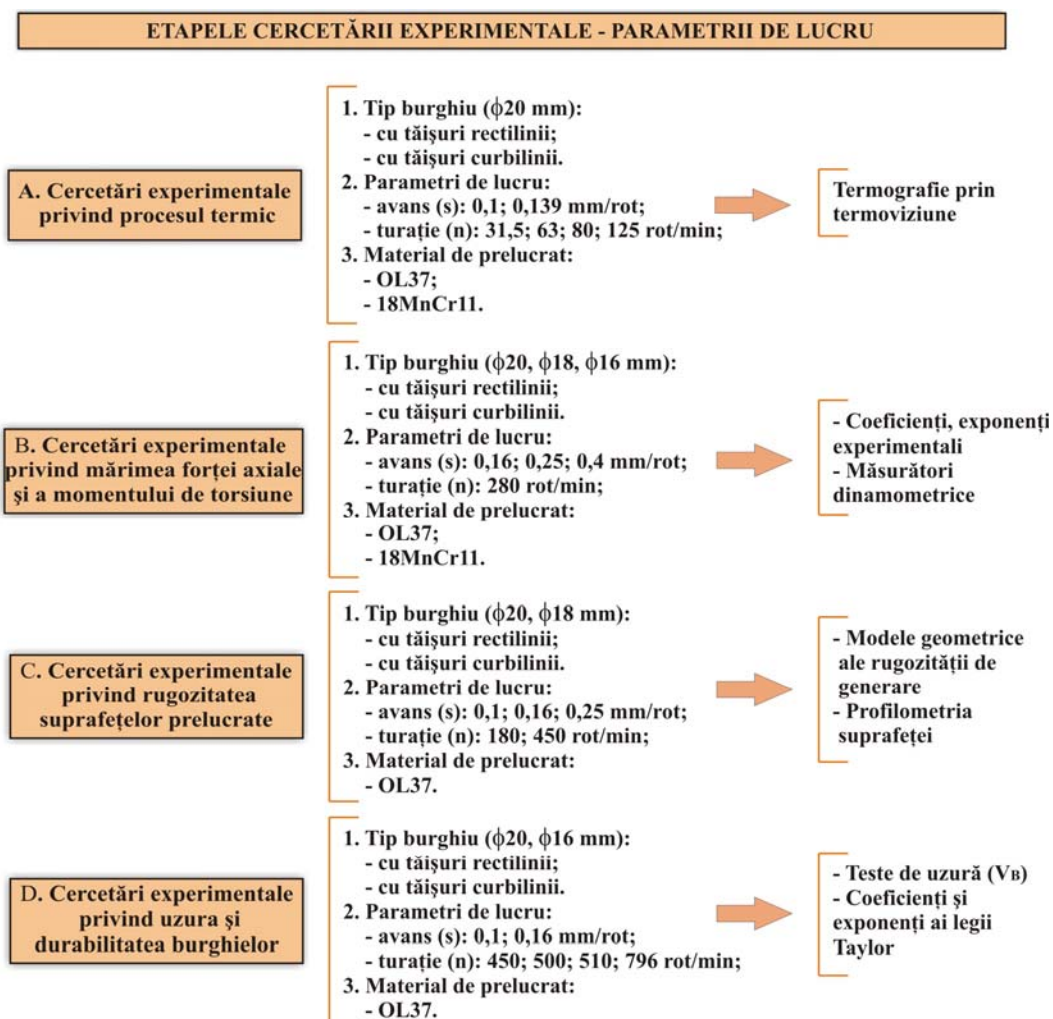 ETAPELE CERCETĂRII EXPERIMENTALE - PARAMETRII DE LUCRU
A. Cercetări experimentale
privind procesul termic
1. Tip burghiu (ϕ20 mm):
- cu tăişuri rectilinii;
- cu tăişuri curbilinii.
2. Parametri de lucru:
- avans (s): 0,1; 0,139 mm/rot;
- turaţie (n): 31,5; 63; 80; 125 rot/min;
3. Material de prelucrat:
- OL37;
- 18MnCr11.
Termografie prin
termoviziune
B. Cercetări experimentale
privind mărimea forţei axiale
şi a momentului de torsiune
1. Tip burghiu (ϕ20, ϕ18, ϕ16 mm):
- cu tăişuri rectilinii;
- cu tăişuri curbilinii.
2. Parametri de lucru:
- avans (s): 0,16; 0,25; 0,4 mm/rot;
- turaţie (n): 280 rot/min;
3. Material de prelucrat:
- OL37;
- 18MnCr11.
- Coeficienţi, exponenţi
experimentali
- Măsurători
dinamometrice
C. Cercetări experimentale
privind rugozitatea
suprafeţelor prelucrate
1. Tip burghiu (ϕ20, ϕ18 mm):
- cu tăişuri rectilinii;
- cu tăişuri curbilinii.
2. Parametri de lucru:
- avans (s): 0,1; 0,16; 0,25 mm/rot;
- turaţie (n): 180; 450 rot/min;
3. Material de prelucrat:
- OL37.
- Modele geometrice
ale rugozităţii de
generare
- Profilometria
suprafeţei
D. Cercetări experimentale
privind uzura şi
durabilitatea burghielor
1. Tip burghiu (ϕ20, ϕ16 mm):
- cu tăişuri rectilinii;
- cu tăişuri curbilinii.
2. Parametri de lucru:
- avans (s): 0,1; 0,16 mm/rot;
- turaţie (n): 450; 500; 510; 796 rot/min;
3. Material de prelucrat:
- OL37.
- Teste de uzură (VB)
- Coeficienţi şi
exponenţi ai legii
Taylor